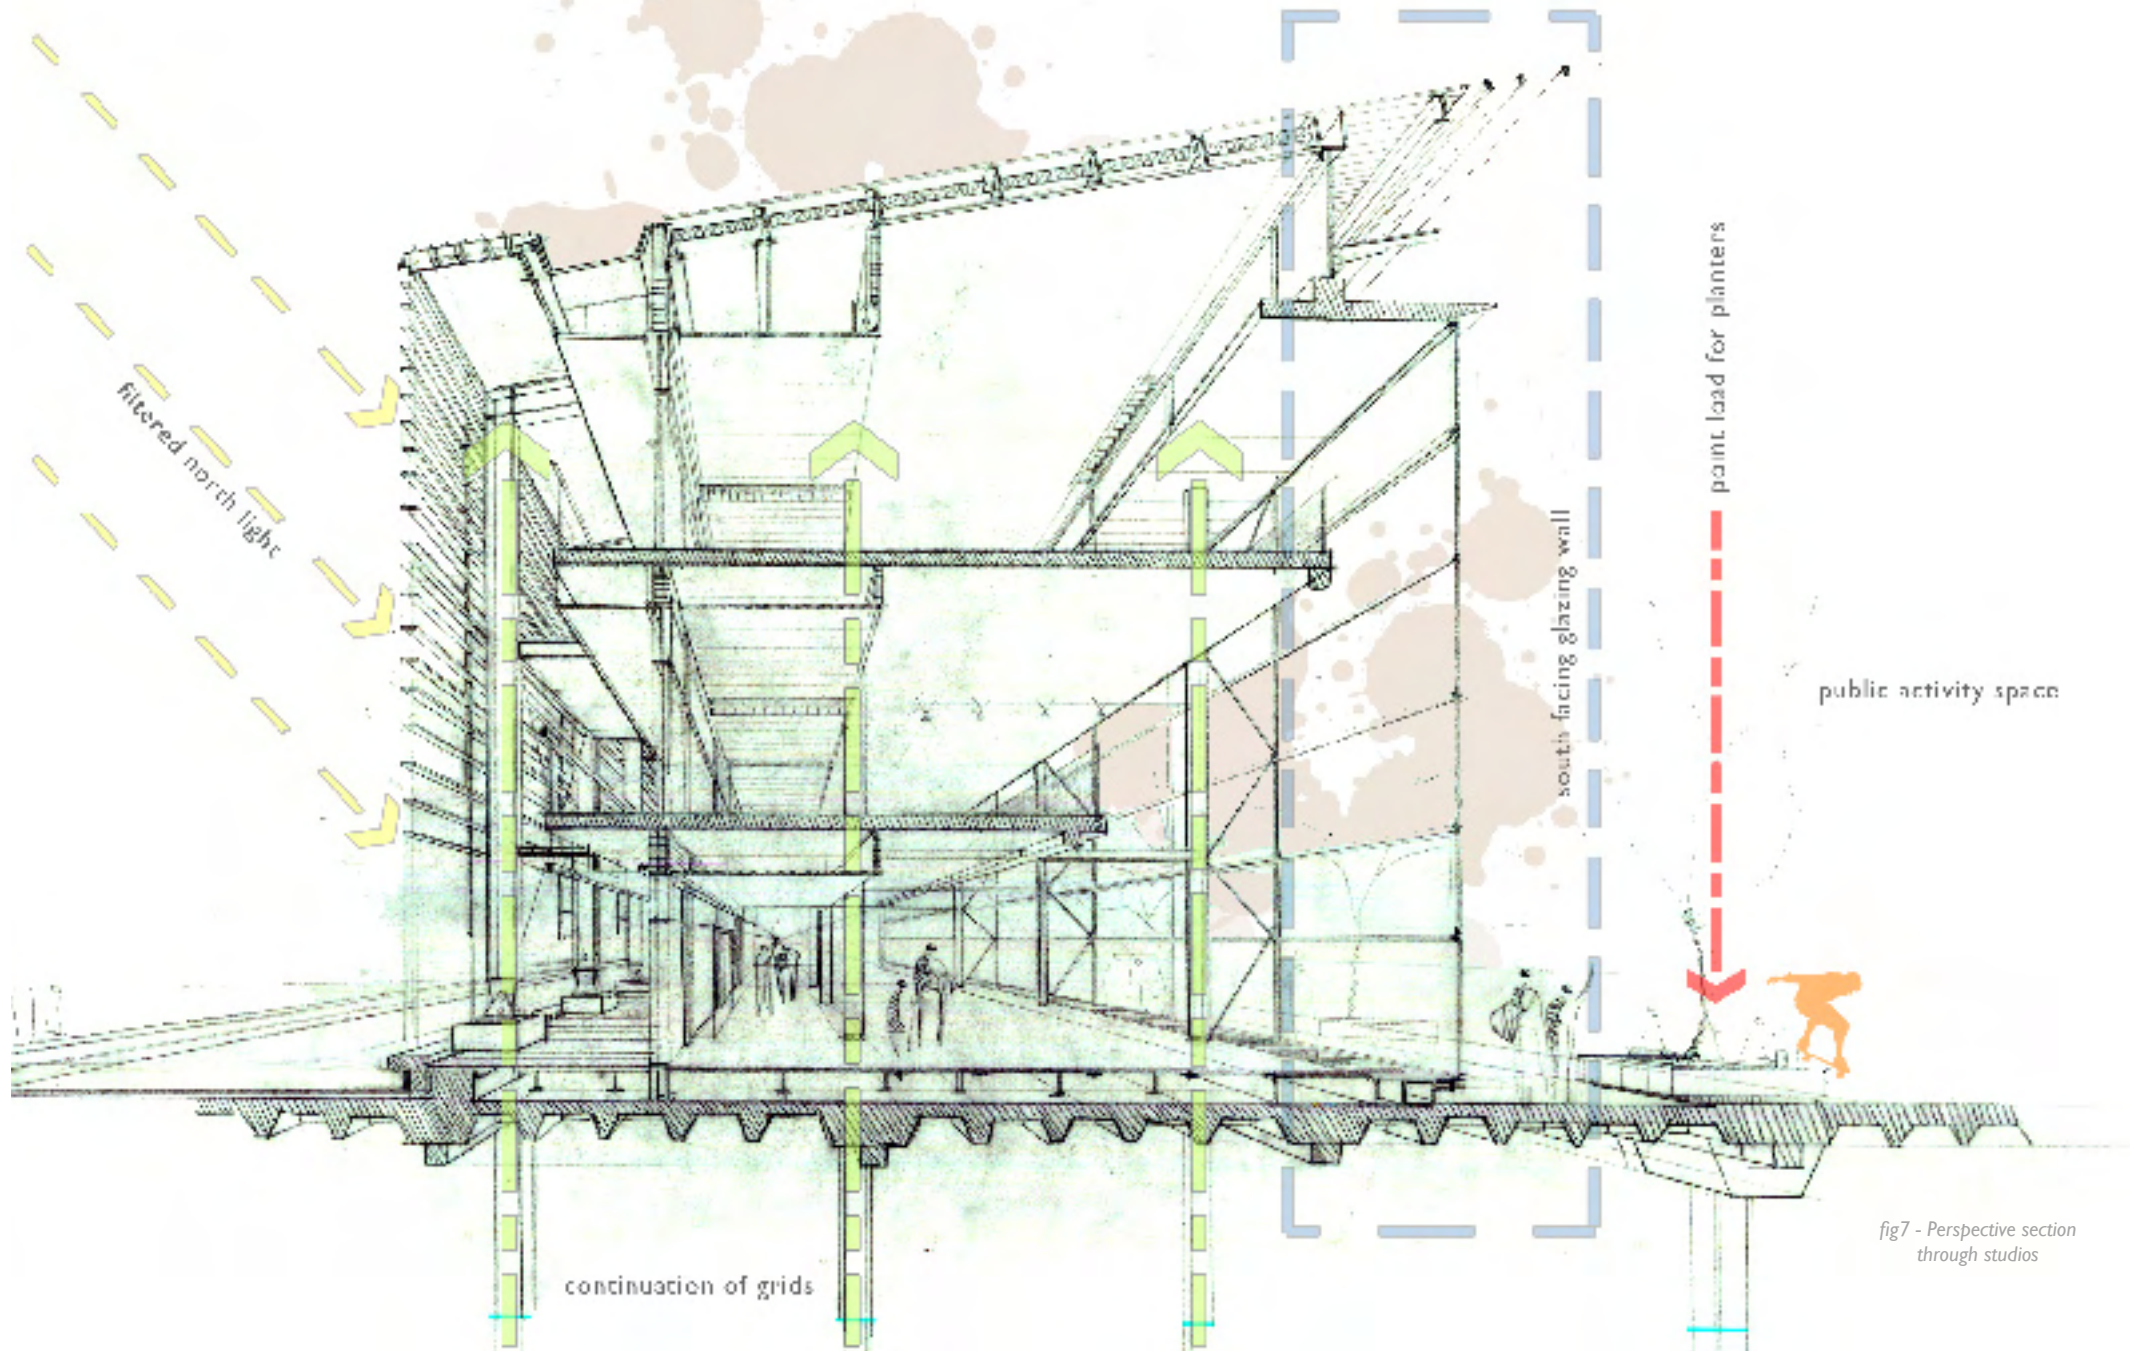 filtered north light
point load for planters
south facing glazing wall
public activity space
continuation of grids
fig7 - Perspective section
through studios